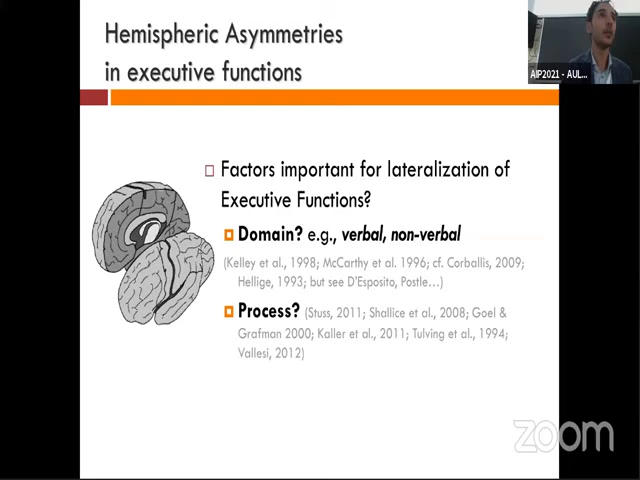 Hemispheric Asymmetries
in executive functions
AIP2021 - AUL...
Factors important for lateralization of
Executive Functions?
Domain? e.g., verbal, non-verbal
(Kelley et al., 1998; McCarthy et al. 1996; cf. Corballis, 2009;
Hellige, 1993; but see D'Esposito, Postle...)
Process? (Stuss, 2011; Shallice et al., 2008; Goel &
Grafman 2000; Kaller et al., 2011; Tulving et al., 1994;
Vallesi, 2012)
zoom